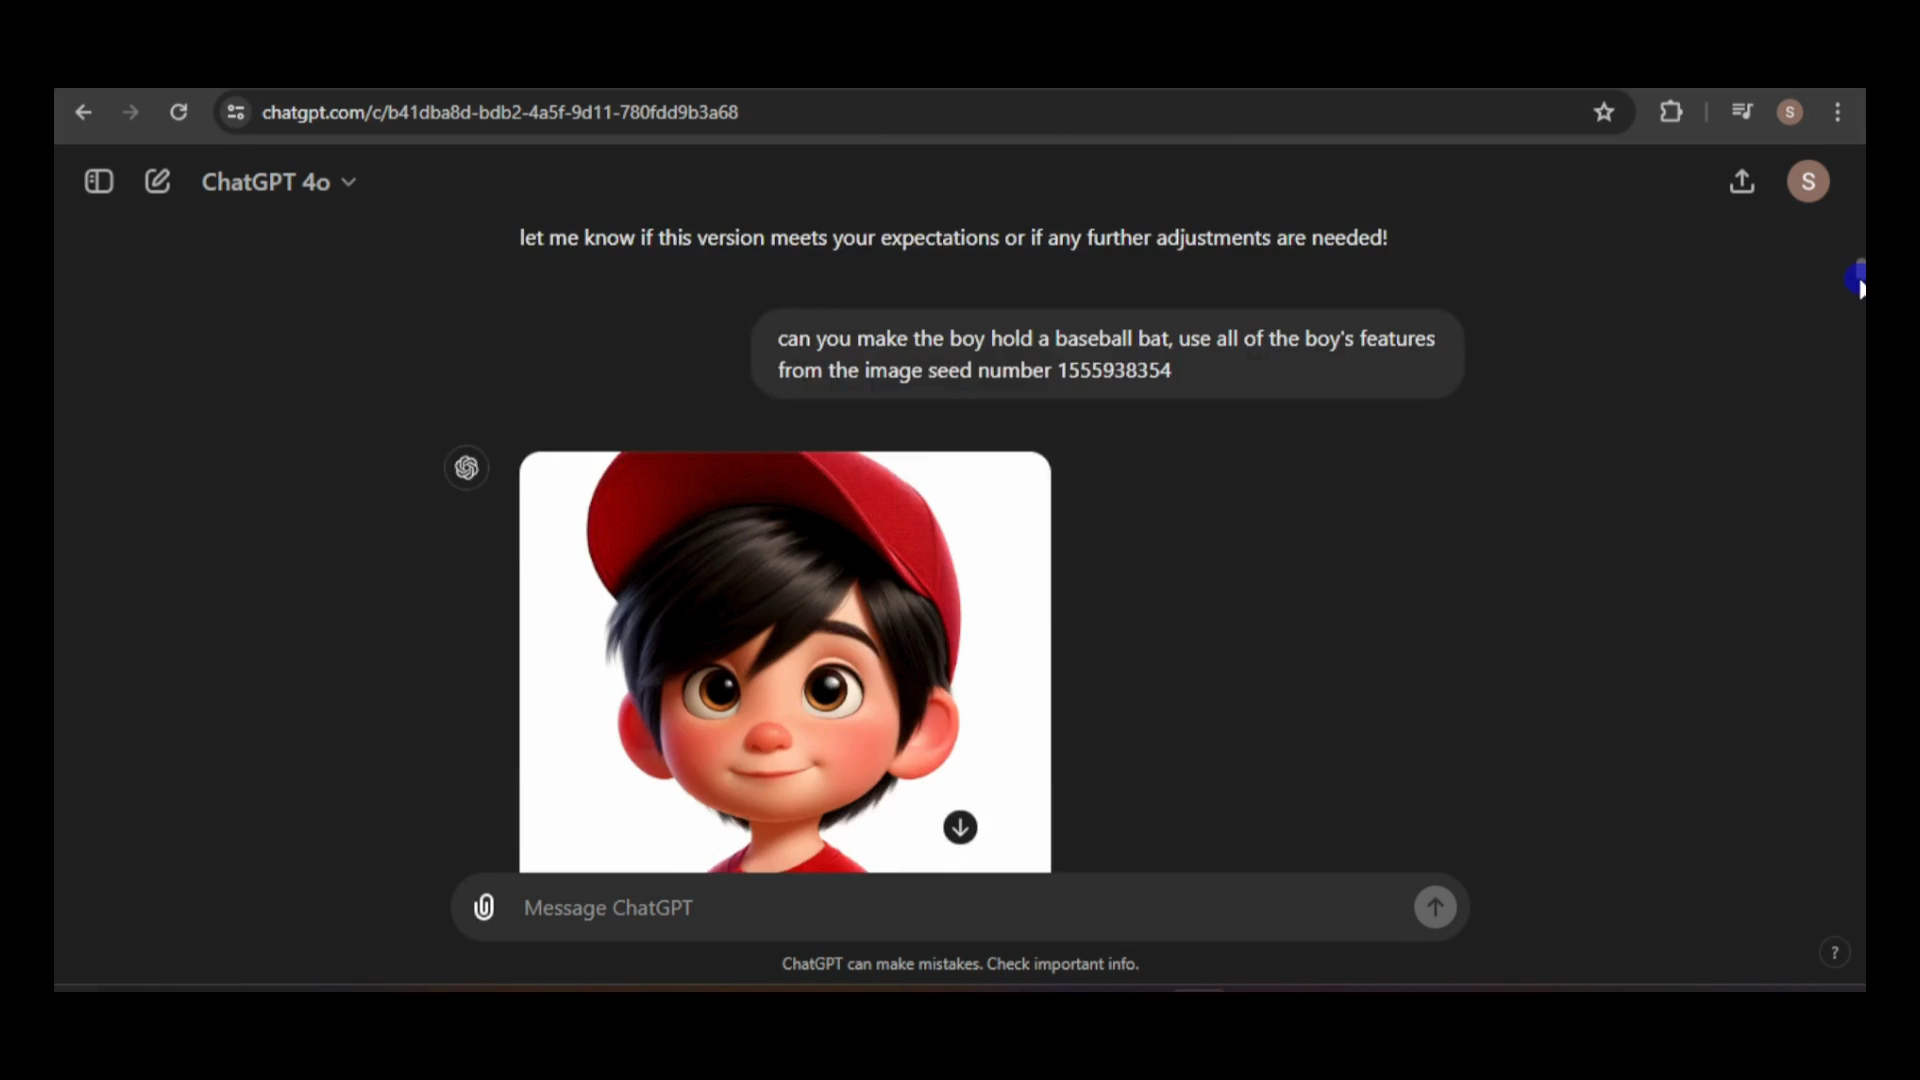 chatgpt.com/c/b41dba8d-bdb2-4a5f-9d11-780fdd9b3a68
S
ChatGPT 4o
S
let me know if this version meets your expectations or if any further adjustments are needed!
can you make the boy hold a baseball bat, use all of the boy's features
from the image seed number 1555938354
Message ChatGPT
ChatGPT can make mistakes. Check important info.
?